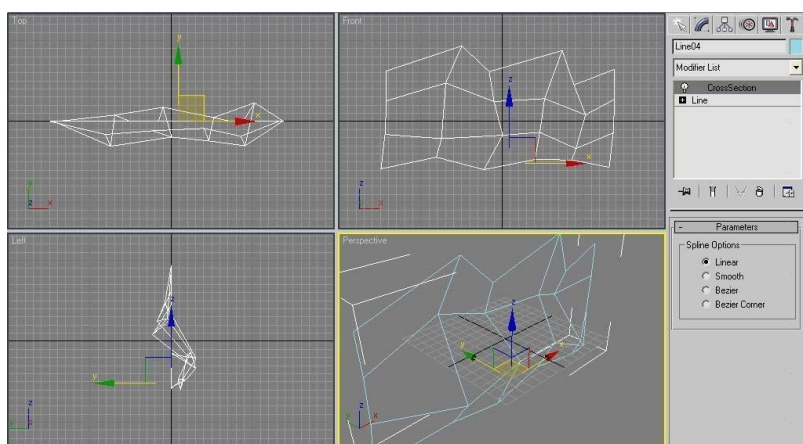 Top
Front
Line04
Modifier List
CrossSection
Line
y
x
z
x
y
z
x
z
x
Left
Perspective
Parameters
Spline Options
Linear
Smooth
Bezier
Bezier Corner
z
y
z
y
x
z
y
z
x